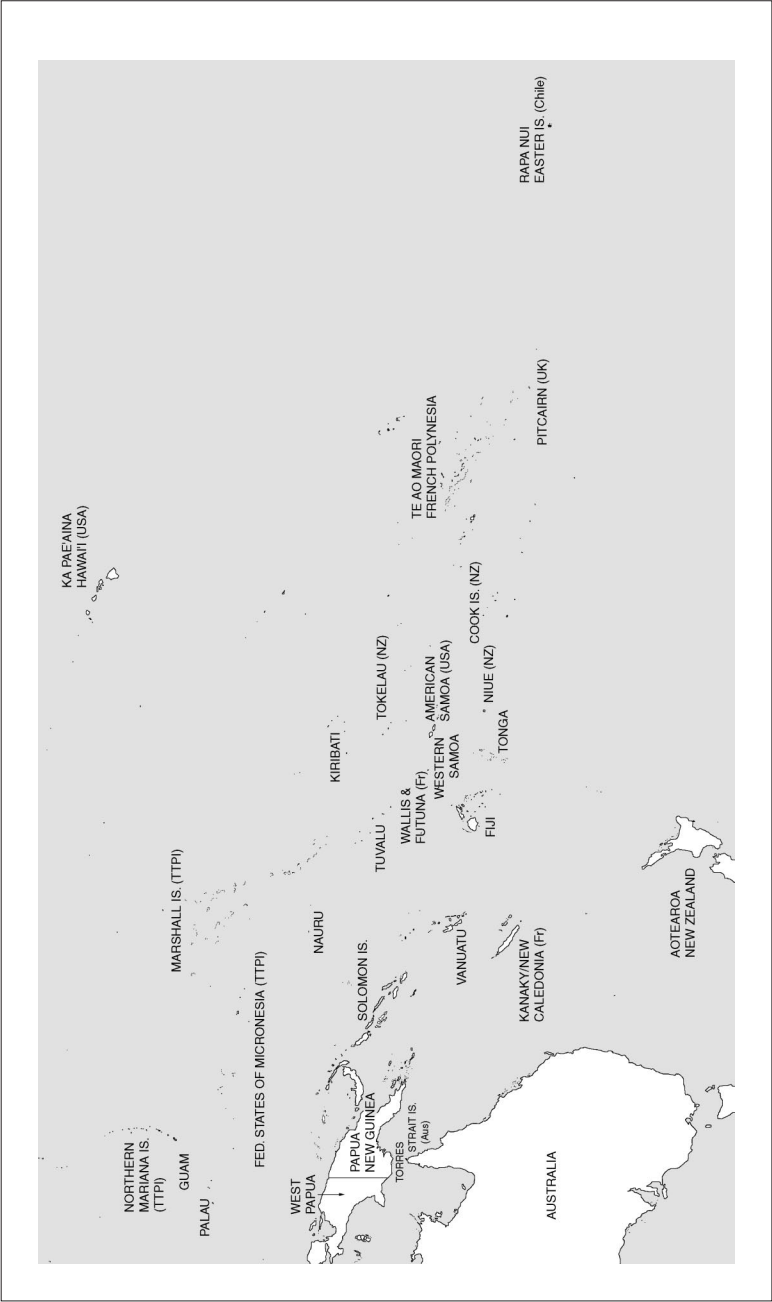 KA PAE'AINA
HAWAI'I (USA)
NORTHERN
MARIANA IS.
(TTPI)
GUAM
PALAU
MARSHALL IS. (TTPI)
FED. STATES OF MICRONESIA (TTPI)
WEST
PAPUA
PAPUA
NEW GUINEA
TORRES
STRAIT IS.
(Aus)
NAURU
SOLOMON IS.
KIRIBATI
TUVALU
TOKELAU (NZ)
WALLIS &
FUTUNA (Fr)
WESTERN
SAMOA
AMERICAN
SAMOA (USA)
TE AO MAORI
FRENCH POLYNESIA
COOK IS. (NZ)
NIUE (NZ)
TONGA
FIJI
VANUATU
KANAKY/NEW
CALEDONIA (Fr)
PITCAIRN (UK)
RAPA NUI
EASTER IS. (Chile)
AUSTRALIA
AOTEAROA
NEW ZEALAND